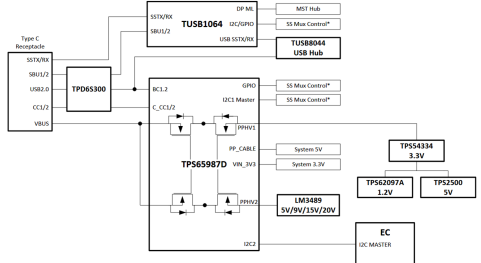 DP ML
MST Hub
SSTX/RX
TUSB1064
I2C/GPIO
SS Mux Control*
SBU1/2
USB SSTX/RX
TUSB8044
USB Hub
Type C
Receptacle
SSTX/RX
SBU1/2
USB2.0
CC1/2
VBUS
TPD65300
BC1.2
C_CC1/2
GPIO
SS Mux Control*
I2C1 Master
SS Mux Control*
PPHV1
TPS54334
3.3V
PP_CABLE
System 5V
TPS65987D
VIN_3V3
System 3.3V
TPS62097A
1.2V
TPS2500
5V
PPHV2
LM3489
5V/9V/15V/20V
I2C2
EC
I2C MASTER